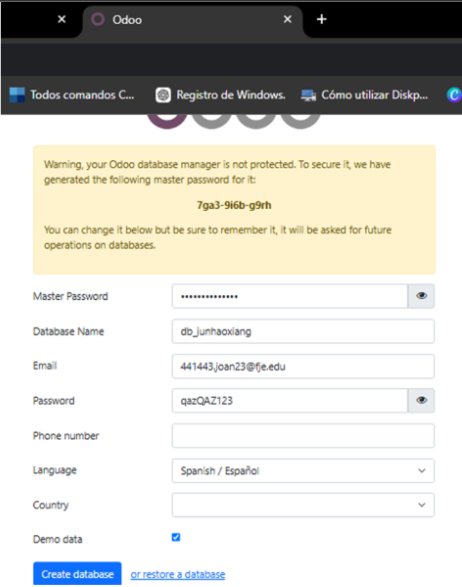 Odoo
Todos comandos C... Registro de Windows. Cómo utilizar Diskp...
Warning, your Odoo database manager is not protected. To secure it, we have
generated the following master password for it:
7ga3-9i6b-g9rh
You can change it below but be sure to remember it, it will be asked for future
operations on databases.
Master Password ••••••••••••••
Database Name db_junhaoxiang
Email 441443.joan23@fje.edu
Password qazQAZ123
Phone number
Language Spanish / Español
Country
Demo data
Create database or restore a database